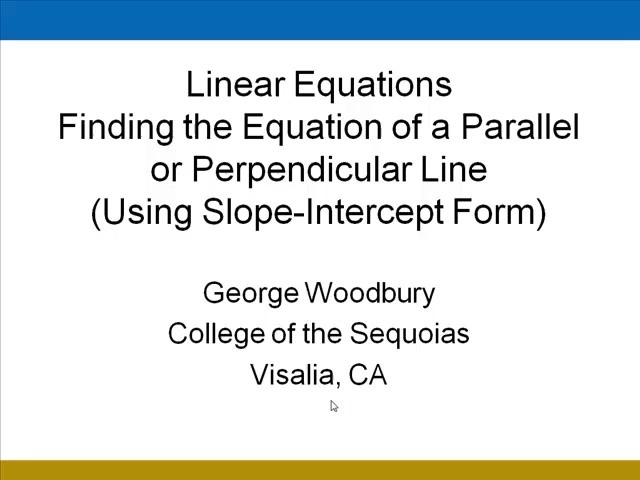 Linear Equations
Finding the Equation of a Parallel
or Perpendicular Line
(Using Slope-Intercept Form)
George Woodbury
College of the Sequoias
Visalia, CA